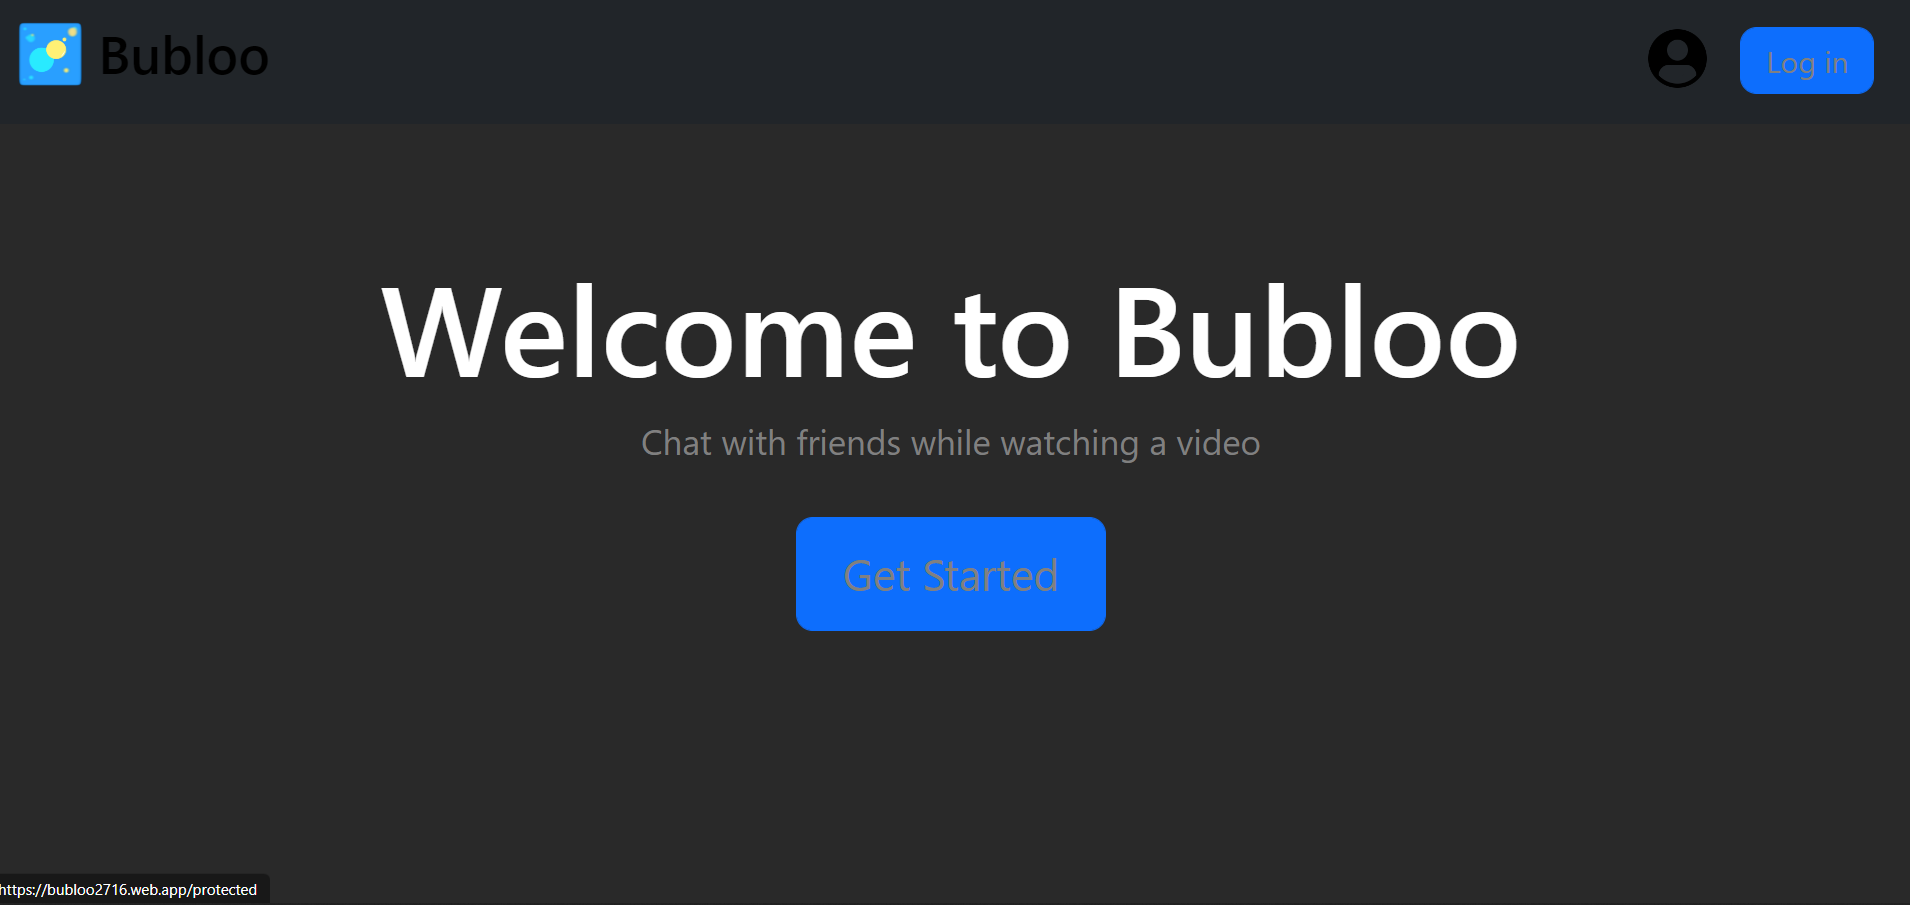 Bubloo
Log in
Welcome to Bubloo
Chat with friends while watching a video
Get Started
https://bubloo2716.web.app/protected